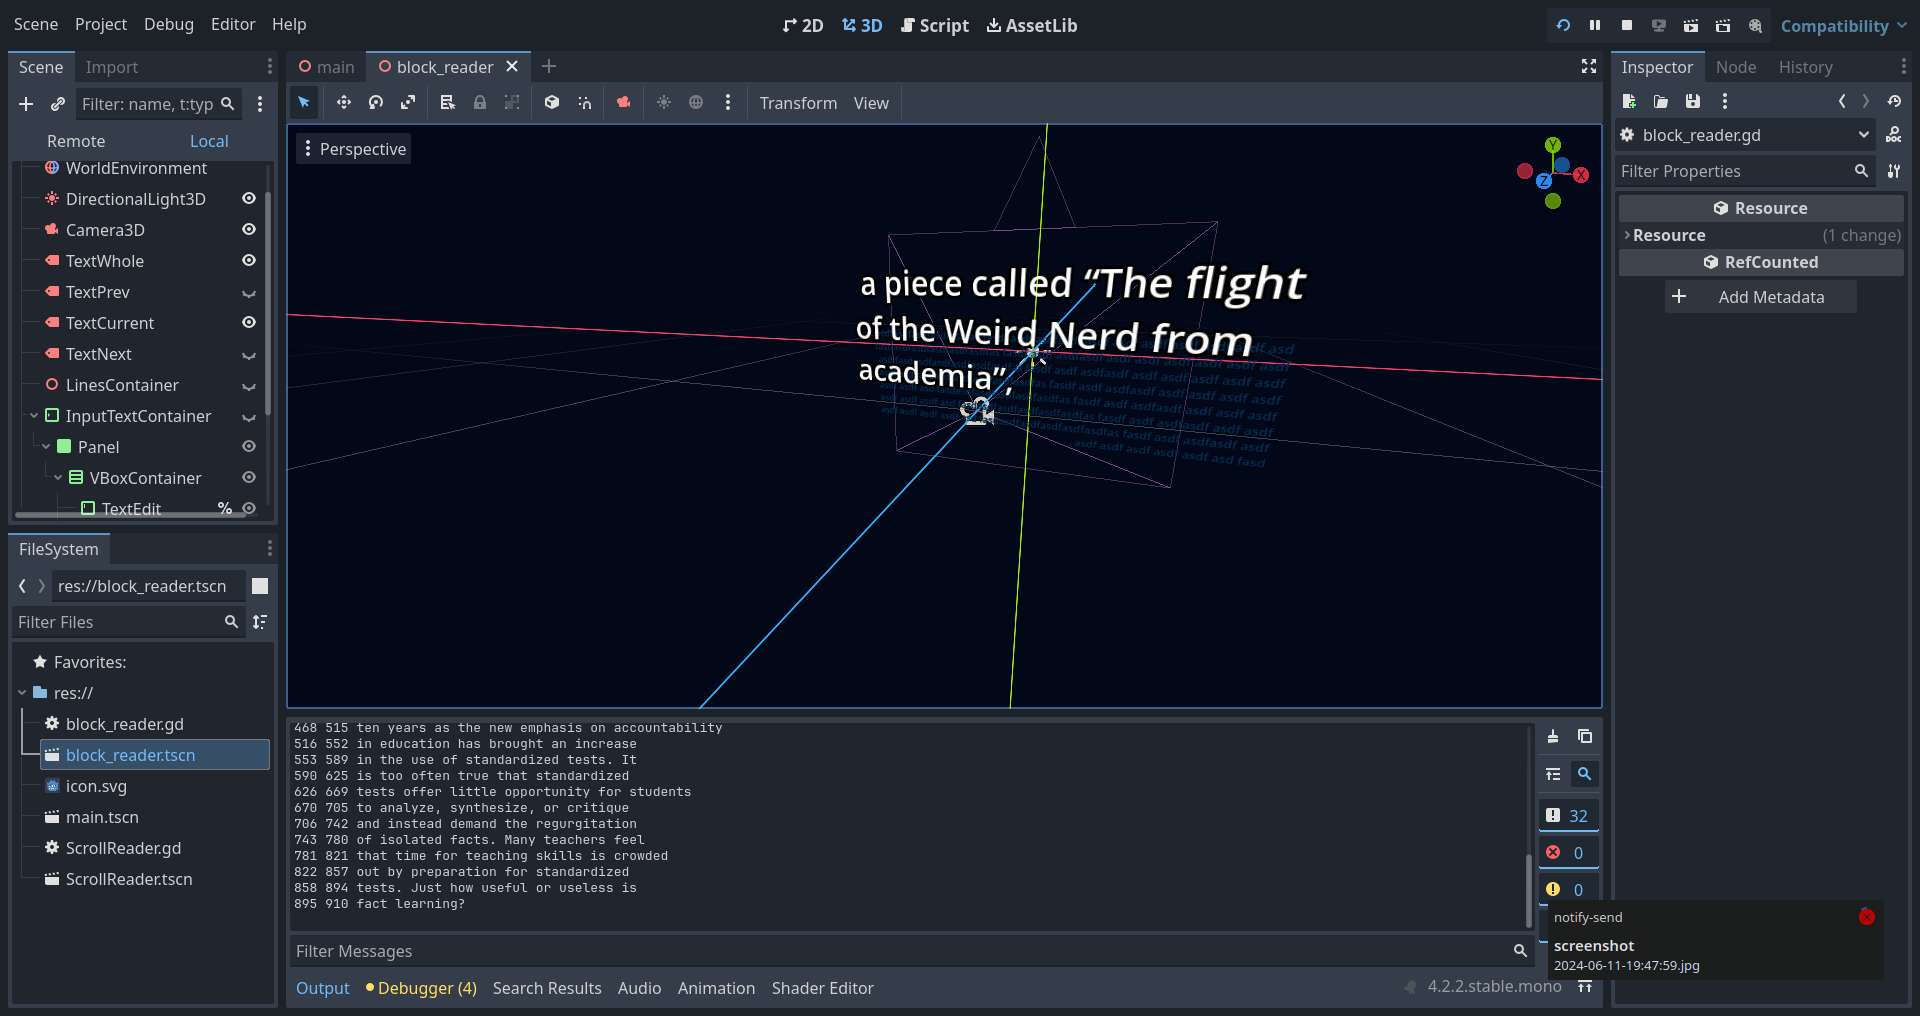 Scene Project Debug Editor Help
2D 3D Script AssetLib
Compatibility
Scene Import
Filter: name, t:typ
Remote Local
WorldEnvironment
DirectionalLight3D
Camera3D
TextWhole
TextPrev
TextCurrent
TextNext
LinesContainer
InputTextContainer
Panel
VBoxContainer
TextEdit %
FileSystem
res://block_reader.tscn
Filter Files
Favorites:
res://
block_reader.gd
block_reader.tscn
icon.svg
main.tscn
ScrollReader.gd
ScrollReader.tscn
main block_reader
Transform View
Perspective
Y
X
Z
a piece called “The flight
of the Weird Nerd from
academia”,
468 515 ten years as the new emphasis on accountability
516 552 in education has brought an increase
553 589 in the use of standardized tests. It
590 625 is too often true that standardized
626 669 tests offer little opportunity for students
670 705 to analyze, synthesize, or critique
706 742 and instead demand the regurgitation
743 780 of isolated facts. Many teachers feel
781 821 that time for teaching skills is crowded
822 857 out by preparation for standardized
858 894 tests. Just how useful or useless is
895 910 fact learning?
32
0
0
Filter Messages
Output Debugger (4) Search Results Audio Animation Shader Editor
4.2.2.stable.mono
Inspector Node History
block_reader.gd
Filter Properties
Resource
Resource (1 change)
RefCounted
Add Metadata
notify-send
screenshot
2024-06-11-19:47:59.jpg